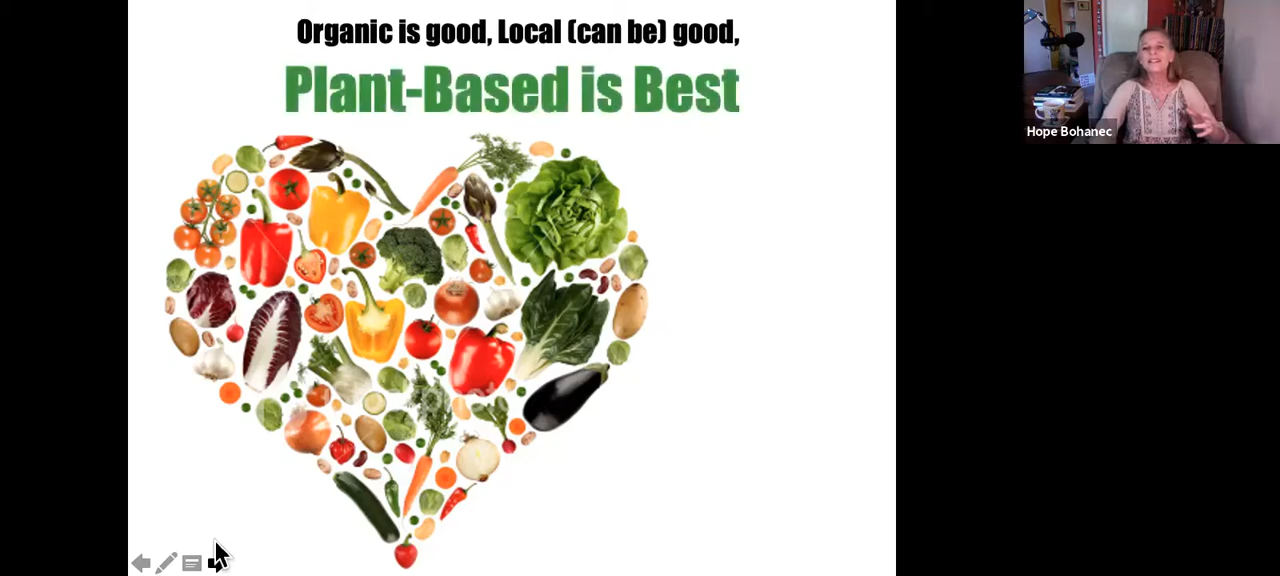 Organic is good, Local (can be) good,
Plant-Based is Best
Hope Bohanec